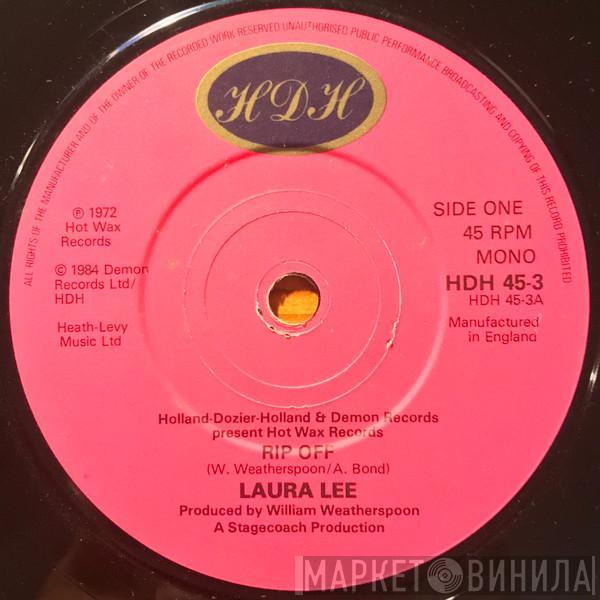 ALL RIGHTS OF THE MANUFACTURER AND OF THE OWNER OF THE RECORDED WORK RESERVED UNAUTHORISED PUBLIC PERFORMANCE BROADCASTING AND COPYING OF THIS RECORD PROHIBITED
HDH
℗ 1972
Hot Wax
Records
© 1984 Demon
Records Ltd/
HDH
Heath-Levy
Music Ltd
SIDE ONE
45 RPM
MONO
HDH 45-3
HDH 45-3A
Manufactured
in England
Holland-Dozier-Holland & Demon Records
present Hot Wax Records
RIP OFF
(W. Weatherspoon/A. Bond)
LAURA LEE
Produced by William Weatherspoon
A Stagecoach Production
МАРКЕТ ВИНИЛА